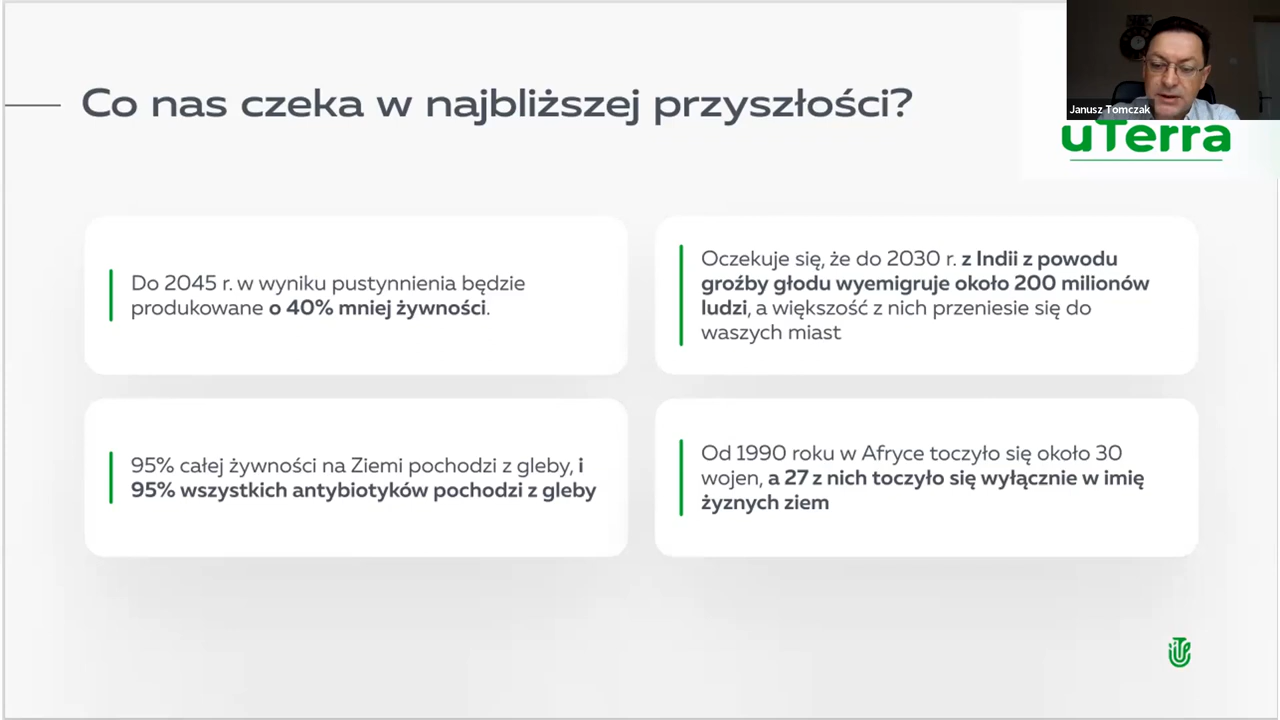 Co nas czeka w najbliższej przyszłości?
Janusz Tomczak
uTerra
Do 2045 r. w wyniku pustynnienia będzie
produkowane o 40% mniej żywności.
Oczekuje się, że do 2030 r. z Indii z powodu
groźby głodu wyemigruje około 200 milionów
ludzi, a większość z nich przeniesie się do
waszych miast
95% całej żywności na Ziemi pochodzi z gleby, i
95% wszystkich antybiotyków pochodzi z gleby
Od 1990 roku w Afryce toczyło się około 30
wojen, a 27 z nich toczyło się wyłącznie w imię
żyznych ziem